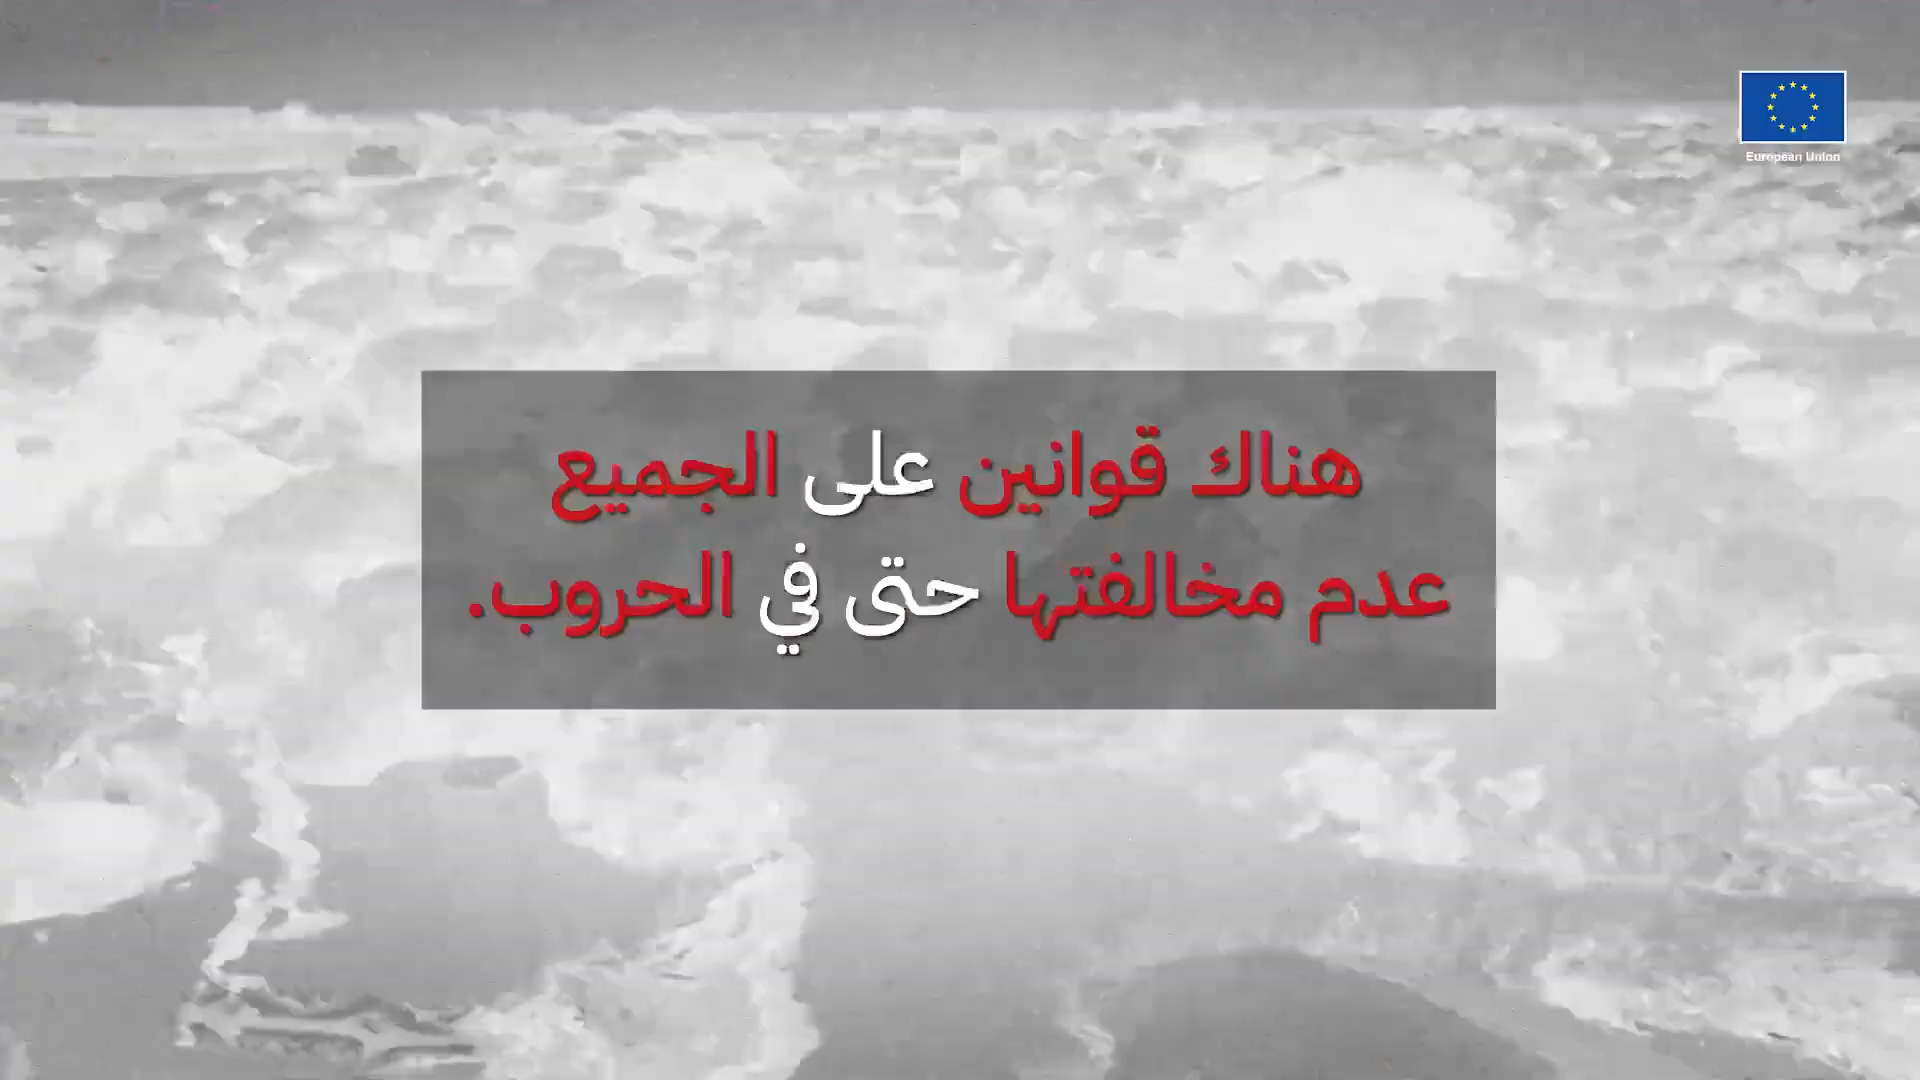 European Union
هناك قوانين على الجميع
عدم مخالفتها حتى في الحروب.